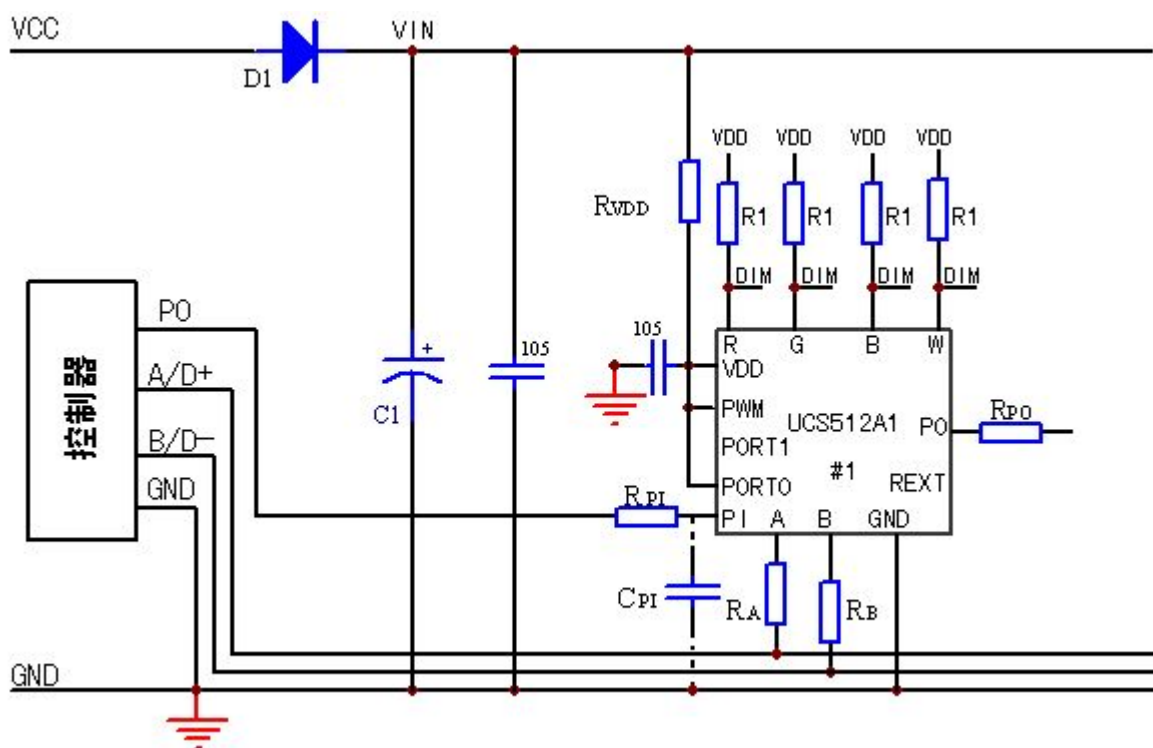 VCC
VIN
D1
VDD VDD VDD VDD
RVDD
R1 R1 R1 R1
DIM DIM DIM DIM
控制器
PO
A/D+
B/D-
GND
C1
105
105
R G B W
VDD
PWM
PORT1
PORT0
PI A B GND
UCS512A1
#1
PO
REXT
RPO
RPI
CPI
RA
RB
GND